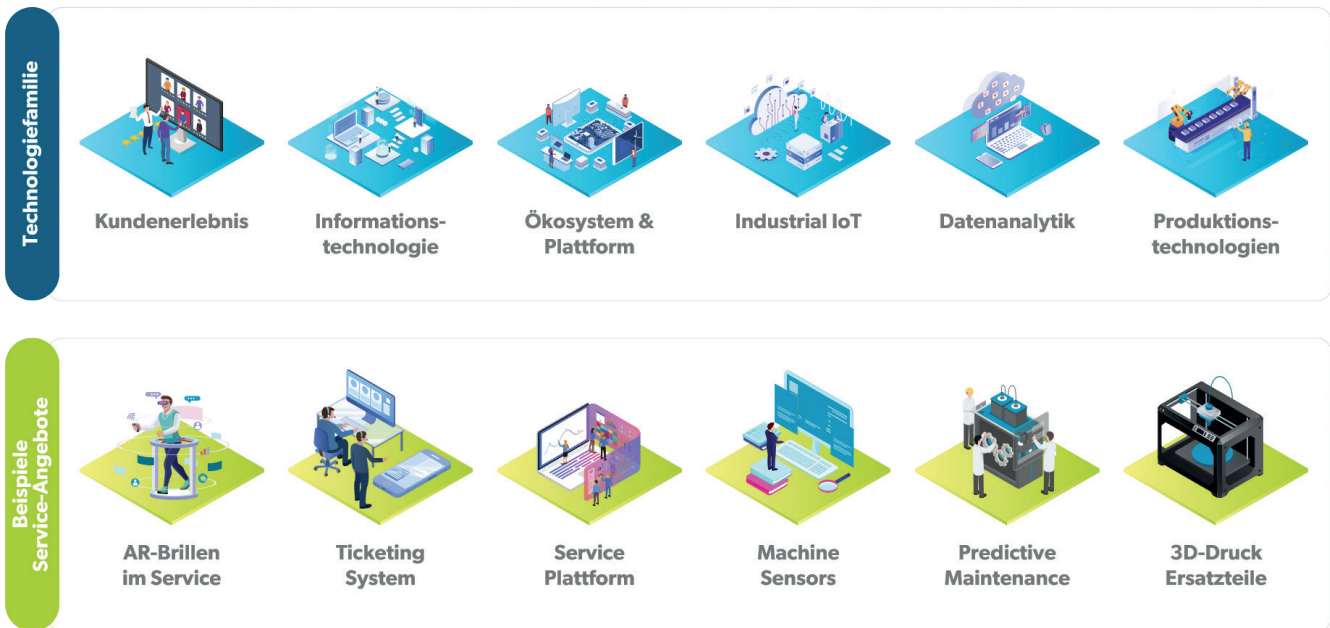 Technologiefamilie
Kundenerlebnis
Informations-
technologie
Ökosystem &
Plattform
Industrial IoT
Datenanalytik
Produktions-
technologien
Beispiele
Service-Angebote
AR-Brillen
im Service
Ticketing
System
Service
Plattform
Machine
Sensors
Predictive
Maintenance
3D-Druck
Ersatzteile